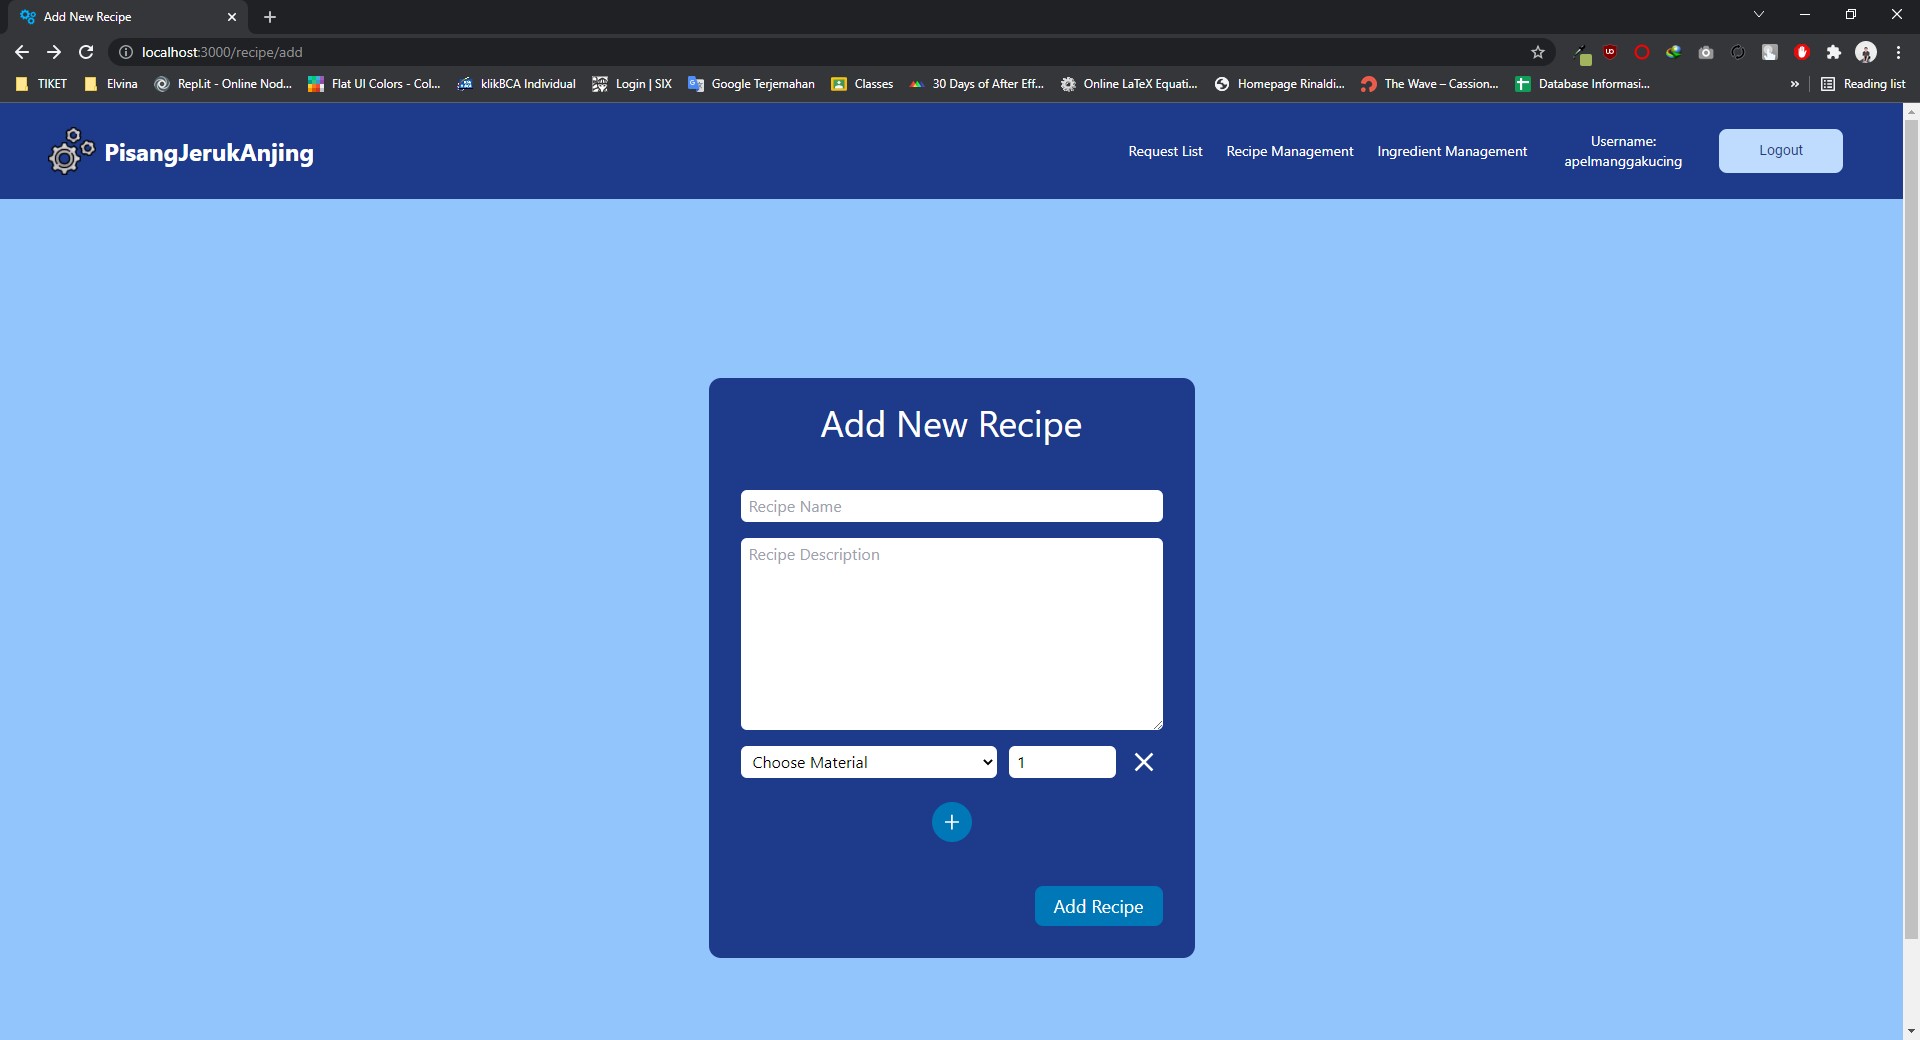 Add New Recipe
localhost:3000/recipe/add
TIKET
Elvina
Repl.it - Online Nod...
Flat UI Colors - Col...
klikBCA Individual
Login | SIX
Google Terjemahan
Classes
30 Days of After Eff...
Online LaTeX Equati...
Homepage Rinaldi...
The Wave – Cassion...
Database Informasi...
»
Reading list
PisangJerukAnjing
Request List
Recipe Management
Ingredient Management
Username:
apelmanggakucing
Logout
Add New Recipe
Recipe Name
Recipe Description
Choose Material
1
Add Recipe